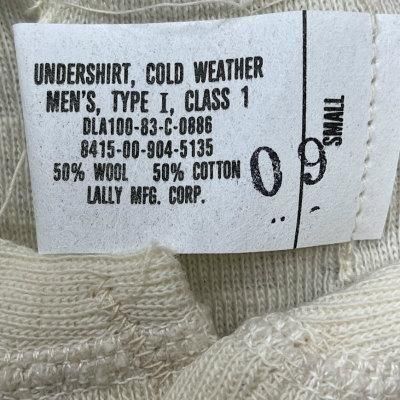 UNDERSHIRT, COLD WEATHER
MEN'S, TYPE I, CLASS 1
DLA100-83-C-0886
8415-00-904-5135
50% WOOL 50% COTTON
LALLY MFG. CORP.
09
SMALL